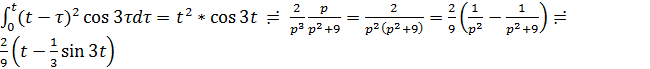 ∫₀ᵗ(t − τ)² cos 3τdτ = t² * cos 3t ≓ 2/p³ p/(p²+9) = 2/(p²(p²+9)) = 2/9(1/p² − 1/(p²+9)) ≓
2/9(t − 1/3 sin 3t)